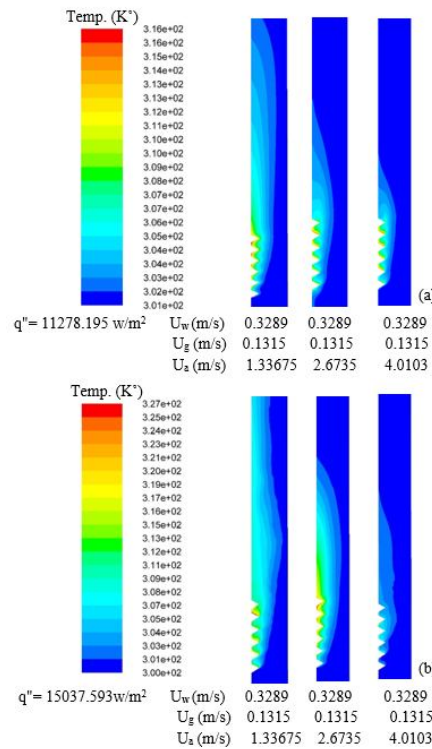 Temp. (K˚)
3.16e+02
3.16e+02
3.15e+02
3.14e+02
3.13e+02
3.13e+02
3.12e+02
3.11e+02
3.10e+02
3.10e+02
3.09e+02
3.08e+02
3.07e+02
3.07e+02
3.06e+02
3.05e+02
3.04e+02
3.04e+02
3.03e+02
3.02e+02
3.01e+02
(a)
q"= 11278.195 w/m²
U_w (m/s) 0.3289 0.3289 0.3289
U_g (m/s) 0.1315 0.1315 0.1315
U_a (m/s) 1.33675 2.6735 4.0103
Temp. (K˚)
3.27e+02
3.25e+02
3.24e+02
3.23e+02
3.21e+02
3.20e+02
3.19e+02
3.17e+02
3.16e+02
3.15e+02
3.13e+02
3.12e+02
3.11e+02
3.09e+02
3.08e+02
3.07e+02
3.05e+02
3.04e+02
3.03e+02
3.01e+02
3.00e+02
(b
q"= 15037.593w/m²
U_w (m/s) 0.3289 0.3289 0.3289
U_g (m/s) 0.1315 0.1315 0.1315
U_a (m/s) 1.33675 2.6735 4.0103